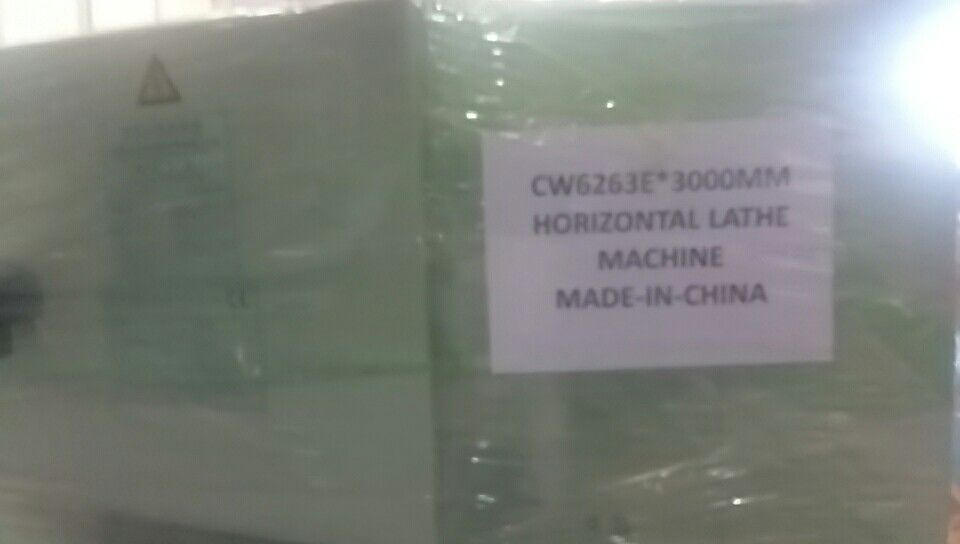 CW6263E*3000MM
HORIZONTAL LATHE
MACHINE
MADE-IN-CHINA